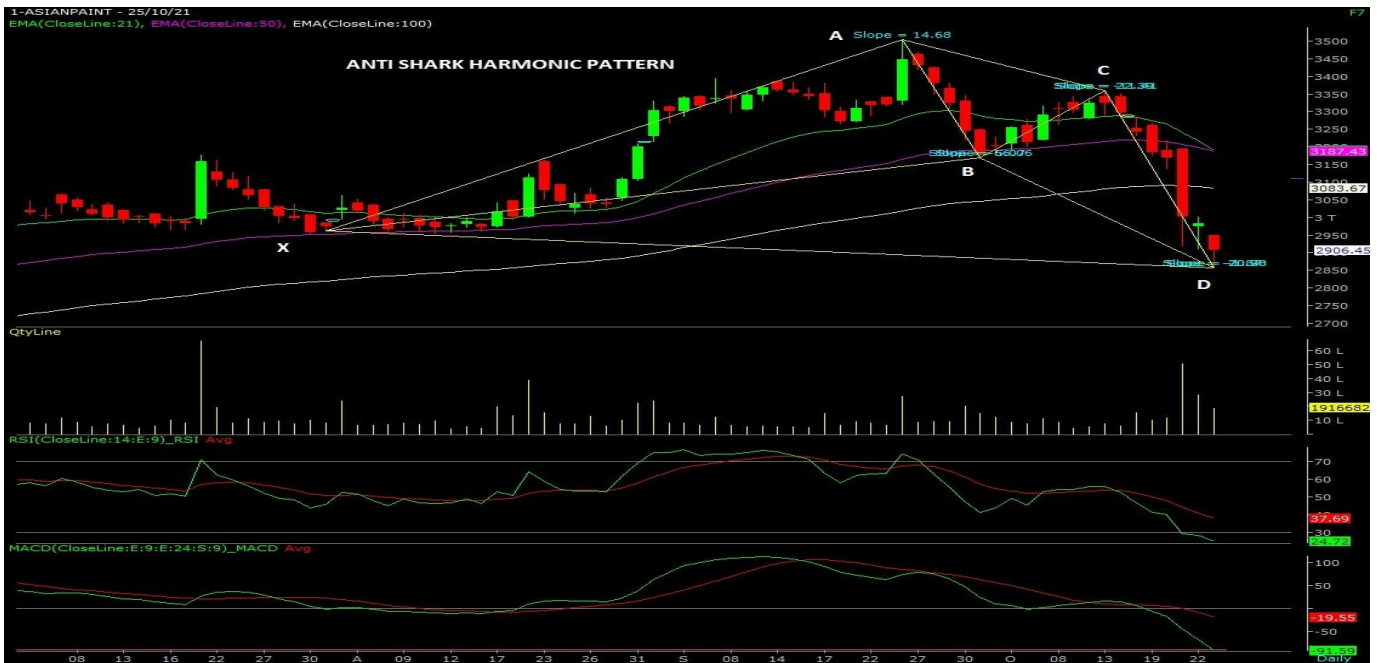 1-ASIANPAINT - 25/10/21
F7
EMA(CloseLine:21), EMA(CloseLine:50), EMA(CloseLine:100)
ANTI SHARK HARMONIC PATTERN
A Slope = 14.68
C
B
X
D
3500
3450
3400
3350
3300
3250
3187.43
3150
3083.67
3050
3 T
2950
2906.45
2850
2800
2750
2700
QtyLine
60 L
50 L
40 L
30 L
1916682
10 L
RSI(CloseLine:14:E:9)_RSI Avg
70
60
50
37.69
30
24.72
MACD(CloseLine:E:9:E:24:S:9)_MACD Avg
100
50
-19.55
-50
-91.59
08 13 16 22 27 30 A 09 12 17 23 26 31 S 08 14 17 22 27 30 O 08 13 19 22 Daily